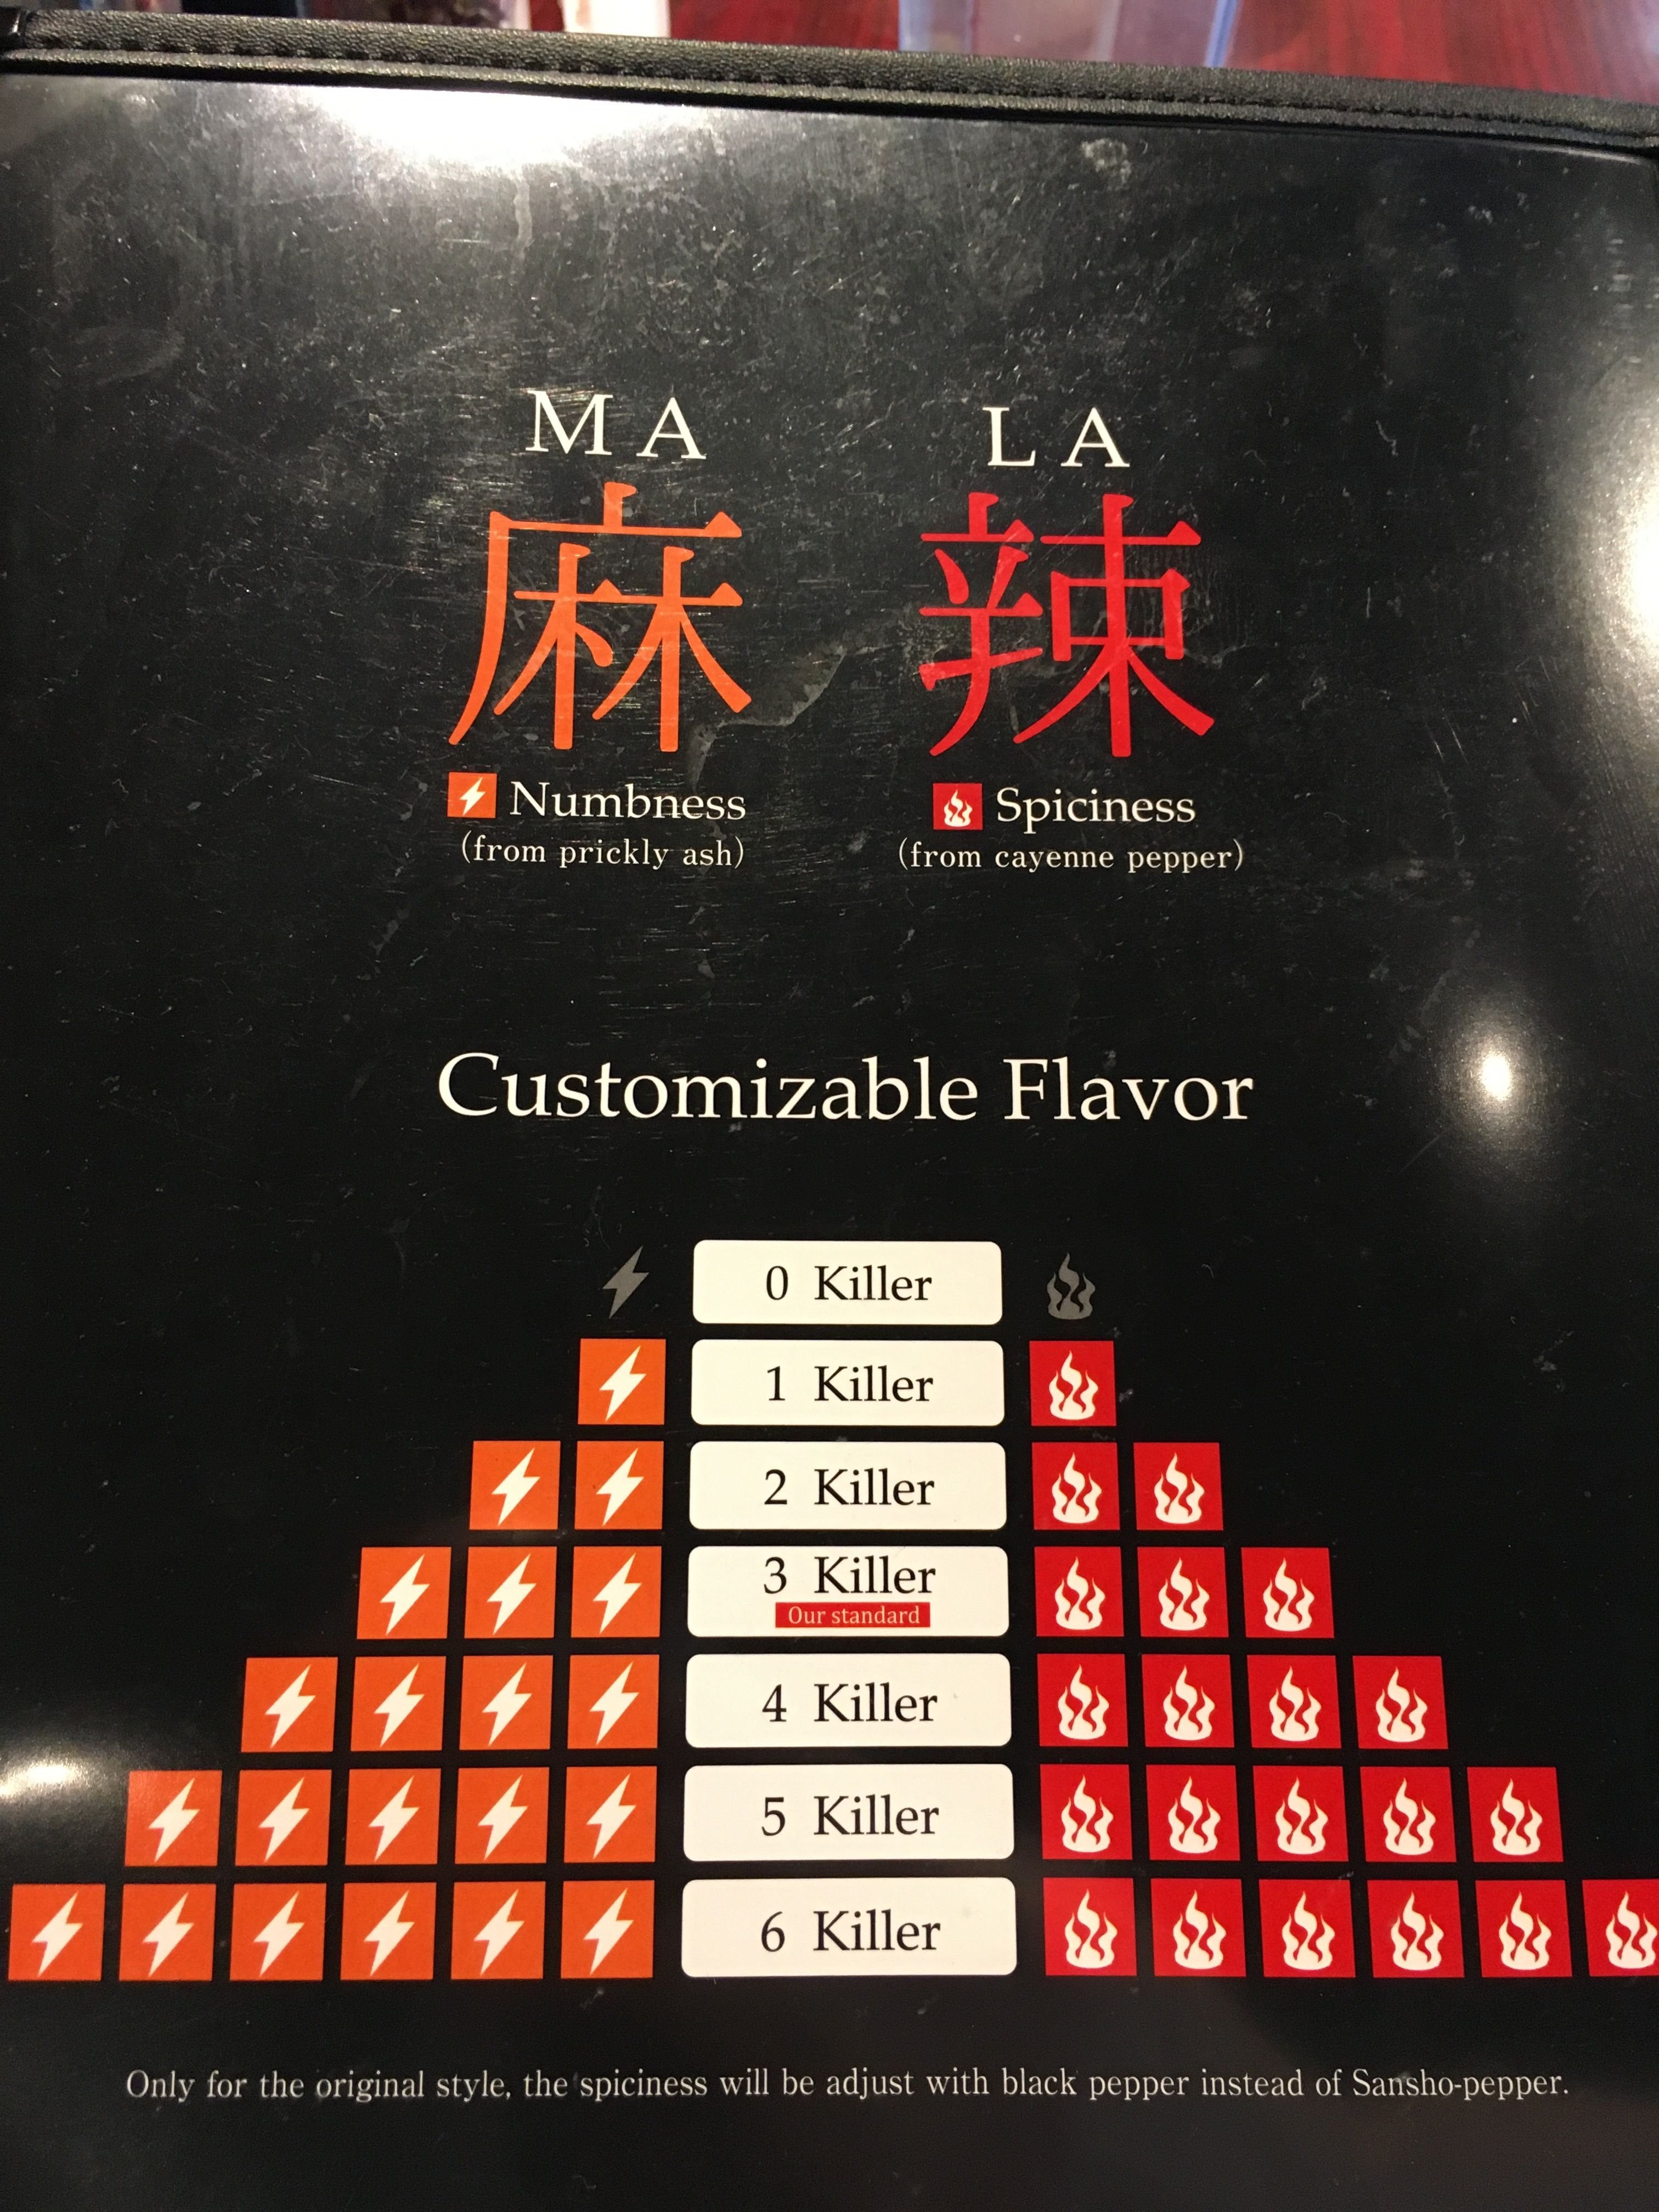 MA LA
麻 辣
Numbness Spiciness
(from prickly ash) (from cayenne pepper)
Customizable Flavor
0 Killer
1 Killer
2 Killer
3 Killer
Our standard
4 Killer
5 Killer
6 Killer
Only for the original style, the spiciness will be adjust with black pepper instead of Sansho-pepper.